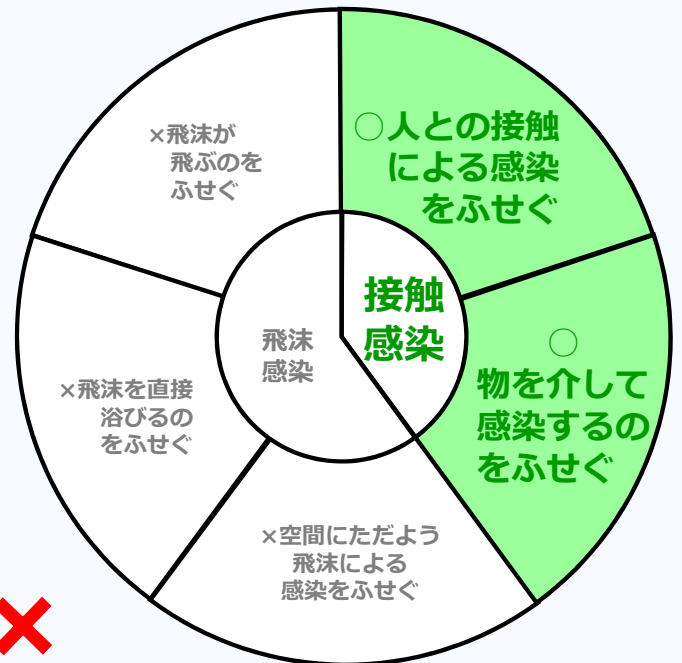 ×飛沫が
飛ぶのを
ふせぐ
○人との接触
による感染
をふせぐ
接触
感染
飛沫
感染
○
物を介して
感染するの
をふせぐ
×飛沫を直接
浴びるの
をふせぐ
×空間にただよう
飛沫による
感染をふせぐ
×